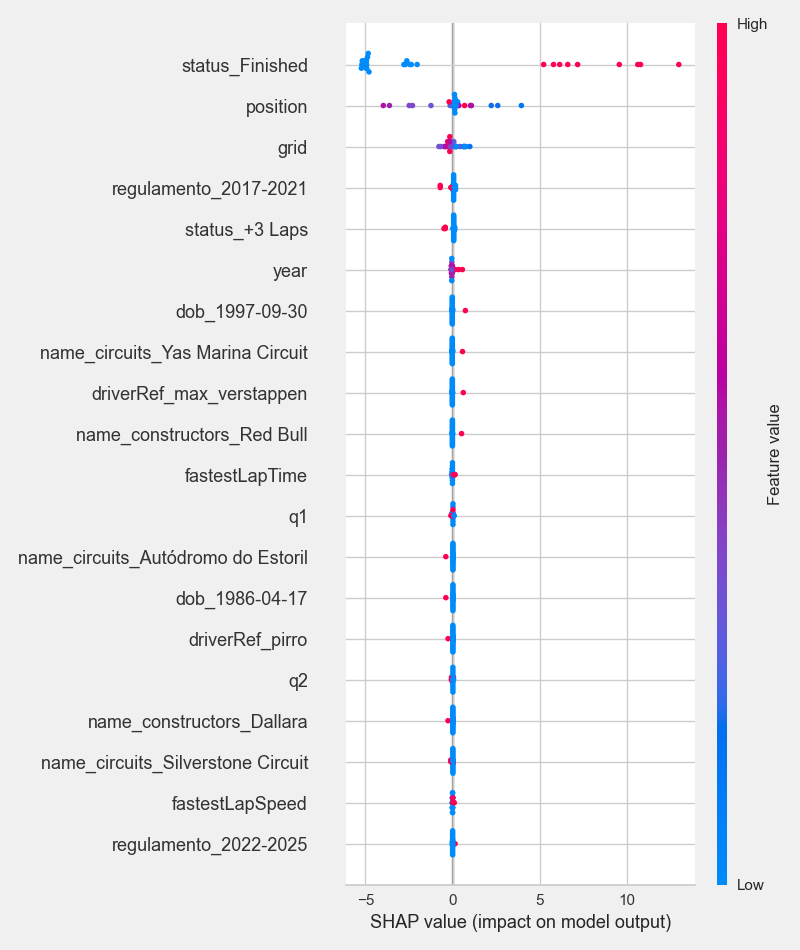 High
status_Finished
position
grid
regulamento_2017-2021
status_+3 Laps
year
dob_1997-09-30
name_circuits_Yas Marina Circuit
driverRef_max_verstappen
name_constructors_Red Bull
fastestLapTime
q1
name_circuits_Autódromo do Estoril
dob_1986-04-17
driverRef_pirro
q2
name_constructors_Dallara
name_circuits_Silverstone Circuit
fastestLapSpeed
regulamento_2022-2025
Feature value
Low
−5 0 5 10
SHAP value (impact on model output)